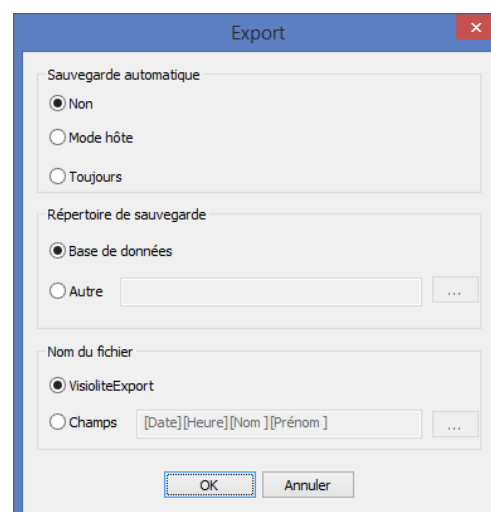 Export
Sauvegarde automatique
Non
Mode hôte
Toujours
Répertoire de sauvegarde
Base de données
Autre
...
Nom du fichier
VisioliteExport
Champs [Date][Heure][Nom ][Prénom ] ...
OK Annuler